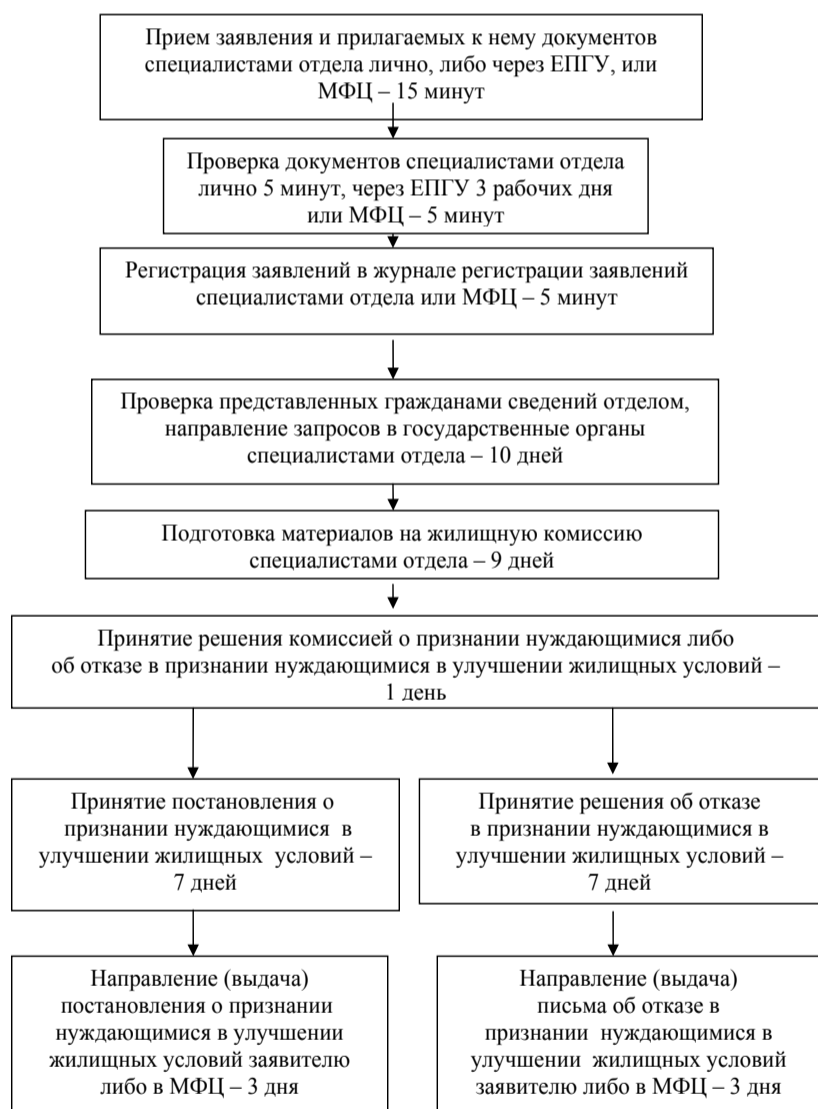 Прием заявления и прилагаемых к нему документов
специалистами отдела лично, либо через ЕПГУ, или
МФЦ – 15 минут
Проверка документов специалистами отдела
лично 5 минут, через ЕПГУ 3 рабочих дня
или МФЦ – 5 минут
Регистрация заявлений в журнале регистрации заявлений
специалистами отдела или МФЦ – 5 минут
Проверка представленных гражданами сведений отделом,
направление запросов в государственные органы
специалистами отдела – 10 дней
Подготовка материалов на жилищную комиссию
специалистами отдела – 9 дней
Принятие решения комиссией о признании нуждающимися либо
об отказе в признании нуждающимися в улучшении жилищных условий –
1 день
Принятие постановления о
признании нуждающимися в
улучшении жилищных условий –
7 дней
Принятие решения об отказе
в признании нуждающимися в
улучшении жилищных условий –
7 дней
Направление (выдача)
постановления о признании
нуждающимися в улучшении
жилищных условий заявителю
либо в МФЦ – 3 дня
Направление (выдача)
письма об отказе в
признании нуждающимися в
улучшении жилищных условий
заявителю либо в МФЦ – 3 дня